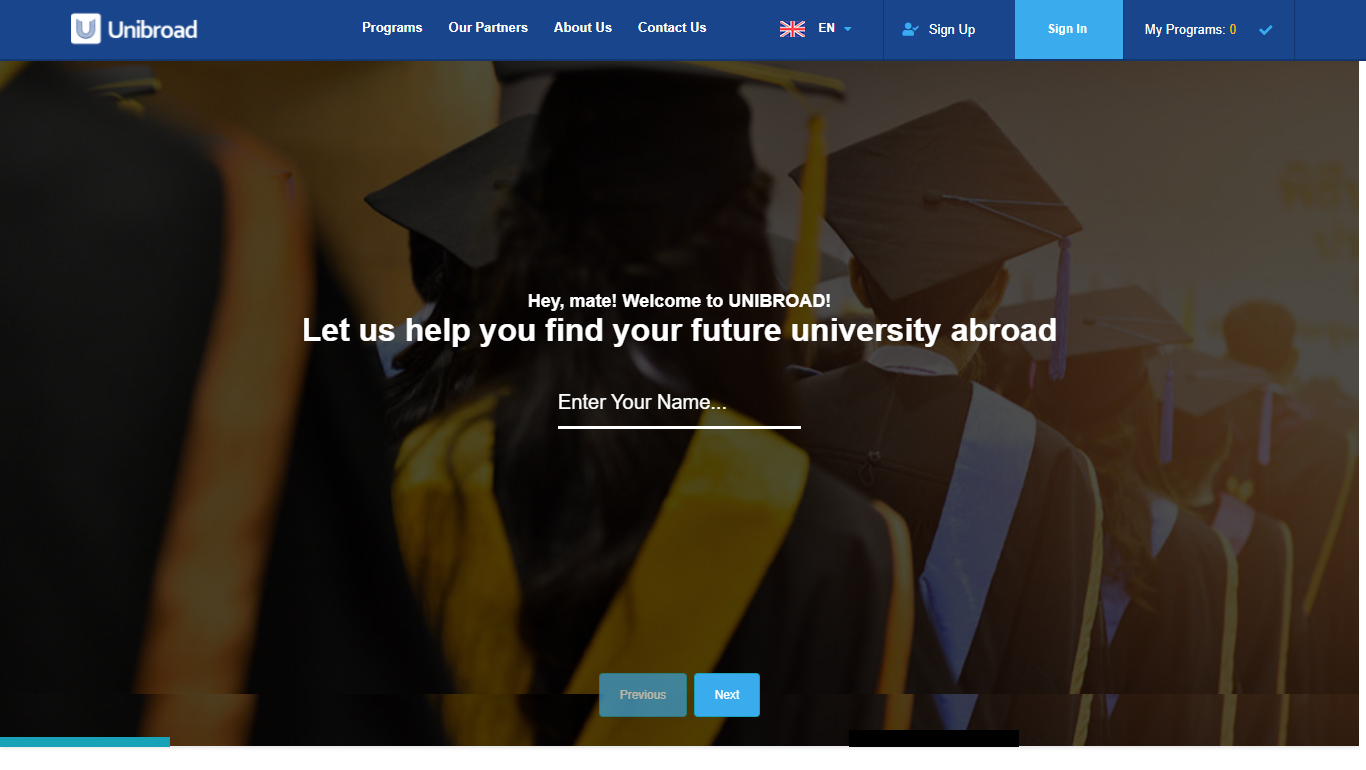 Unibroad
Programs
Our Partners
About Us
Contact Us
EN
Sign Up
Sign In
My Programs: 0
Hey, mate! Welcome to UNIBROAD!
Let us help you find your future university abroad
Enter Your Name...
Previous
Next